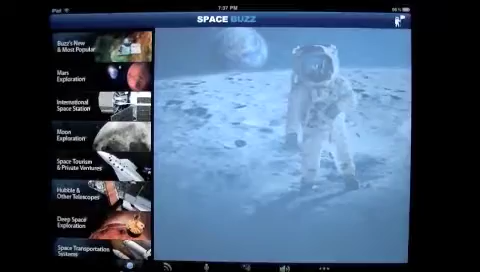 iPad
7:37 PM
SPACE BUZZ
Buzz's New
& Most Popular
Mars
Exploration
International
Space Station
Moon
Exploration
Space Tourism
& Private Ventures
Hubble &
Other Telescopes
Deep Space
Exploration
Space Transportation
Systems